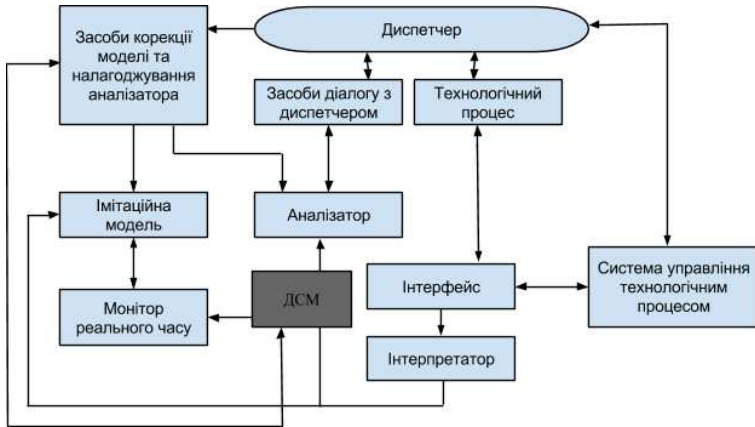 Засоби корекції
моделі та
налагоджування
аналізатора
Диспетчер
Засоби діалогу з
диспетчером
Технологічний
процес
Імітаційна
модель
Аналізатор
Монітор
реального часу
ДСМ
Інтерфейс
Система управління
технологічним
процесом
Інтерпретатор